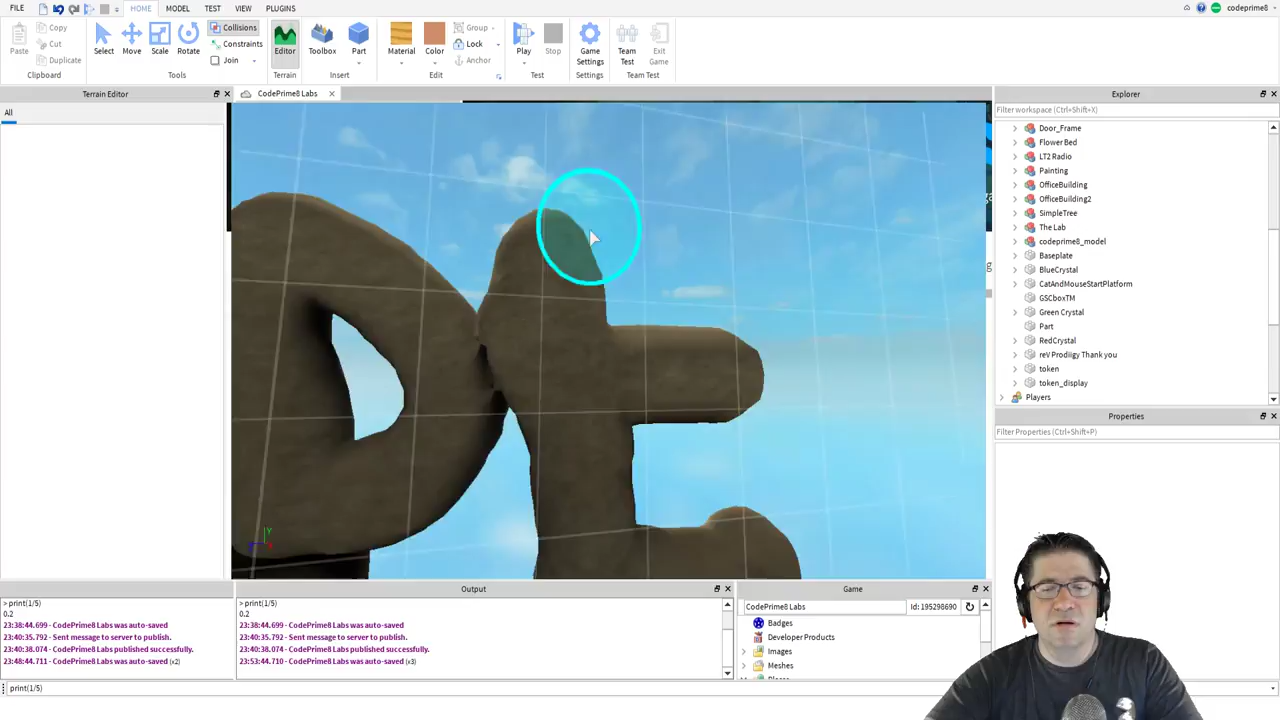 FILE HOME MODEL TEST VIEW PLUGINS codeprime8
Paste Copy Cut Duplicate Clipboard
Select Move Scale Rotate Collisions Constraints Join Tools
Editor Terrain
Toolbox Part Insert
Material Color Group Lock Anchor Edit
Play Stop Test
Game Settings Settings
Team Test Exit Game Team Test
Terrain Editor
All
CodePrime8 Labs
Explorer
Filter workspace (Ctrl+Shift+X)
Door_Frame
Flower Bed
LT2 Radio
Painting
OfficeBuilding
OfficeBuilding2
SimpleTree
The Lab
codeprime8_model
Baseplate
BlueCrystal
CatAndMouseStartPlatform
GSCboxTM
Green Crystal
Part
RedCrystal
reV Prodiigy Thank you
token
token_display
Players
Properties
Filter Properties (Ctrl+Shift+P)
Pt
Y
> print(1/5)
0.2
23:38:44.699 - CodePrime8 Labs was auto-saved
23:40:35.792 - Sent message to server to publish.
23:40:38.074 - CodePrime8 Labs published successfully.
23:48:44.711 - CodePrime8 Labs was auto-saved (x2)
Output
> print(1/5)
0.2
23:38:44.699 - CodePrime8 Labs was auto-saved
23:40:35.792 - Sent message to server to publish.
23:40:38.074 - CodePrime8 Labs published successfully.
23:53:44.710 - CodePrime8 Labs was auto-saved (x3)
Game
CodePrime8 Labs Id: 195298690
Badges
Developer Products
Images
Meshes
print(1/5)